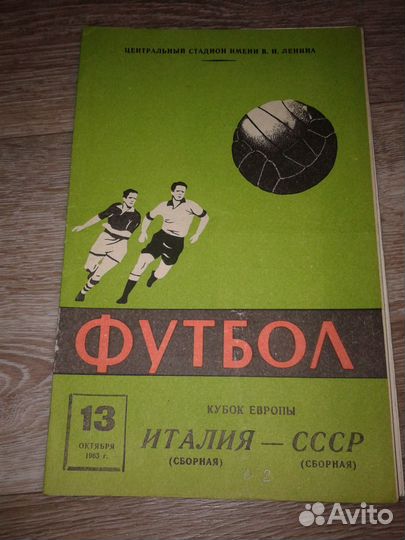 ЦЕНТРАЛЬНЫЙ СТАДИОН ИМЕНИ В. И. ЛЕНИНА
ФУТБОЛ
13
ОКТЯБРЯ
1963 г.
КУБОК ЕВРОПЫ
ИТАЛИЯ — СССР
(СБОРНАЯ) (СБОРНАЯ)
Avito